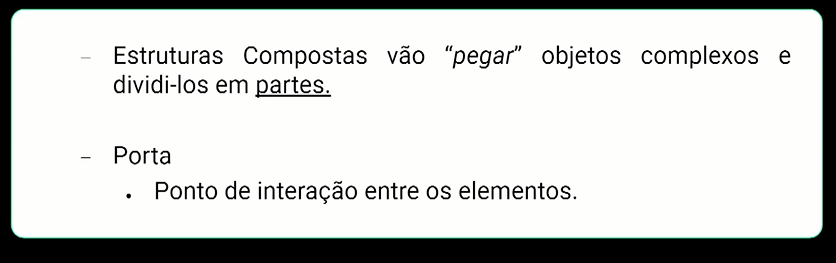 – Estruturas Compostas vão “pegar” objetos complexos e
dividi-los em partes.
– Porta
• Ponto de interação entre os elementos.